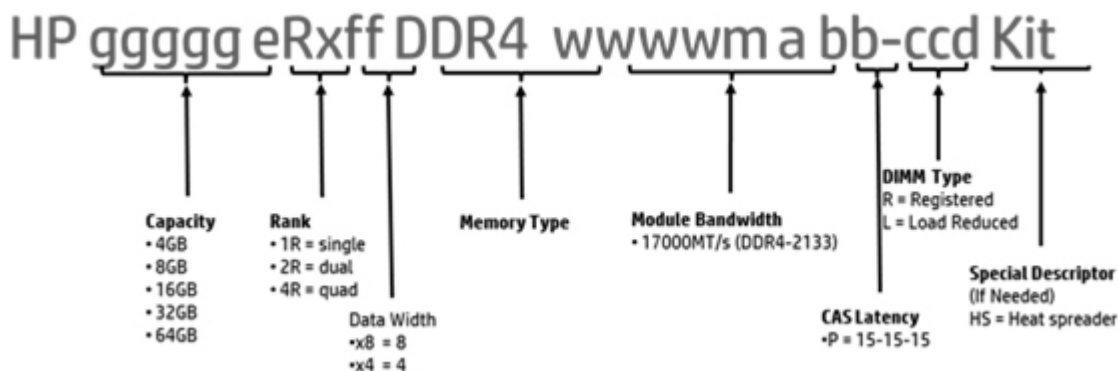 HP ggggg eRxff DDR4 wwwwm a bb-ccd Kit
Capacity
• 4GB
• 8GB
• 16GB
• 32GB
• 64GB
Rank
• 1R = single
• 2R = dual
• 4R = quad
Data Width
•x8 = 8
•x4 = 4
Memory Type
Module Bandwidth
• 17000MT/s (DDR4-2133)
CAS Latency
•P = 15-15-15
DIMM Type
R = Registered
L = Load Reduced
Special Descriptor
(If Needed)
HS = Heat spreader